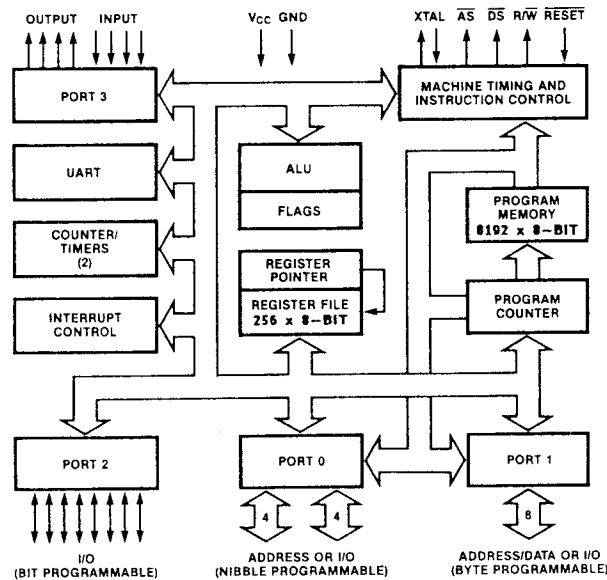 OUTPUT INPUT
VCC GND
XTAL AS DS R/W RESET
PORT 3
MACHINE TIMING AND
INSTRUCTION CONTROL
UART
ALU
FLAGS
PROGRAM
MEMORY
8192 x 8-BIT
COUNTER/
TIMERS
(2)
REGISTER
POINTER
REGISTER FILE
256 x 8-BIT
PROGRAM
COUNTER
INTERRUPT
CONTROL
PORT 2
PORT 0
PORT 1
4
4
8
I/O
(BIT PROGRAMMABLE)
ADDRESS OR I/O
(NIBBLE PROGRAMMABLE)
ADDRESS/DATA OR I/O
(BYTE PROGRAMMABLE)